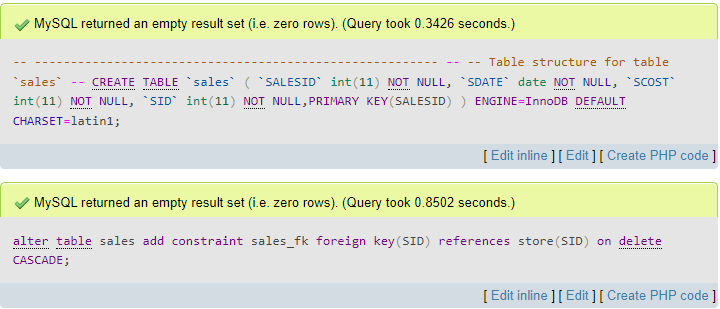 MySQL returned an empty result set (i.e. zero rows). (Query took 0.3426 seconds.)
-- -------------------------------------------------------- -- -- Table structure for table
`sales` -- CREATE TABLE `sales` ( `SALESID` int(11) NOT NULL, `SDATE` date NOT NULL, `SCOST`
int(11) NOT NULL, `SID` int(11) NOT NULL,PRIMARY KEY(SALESID) ) ENGINE=InnoDB DEFAULT
CHARSET=latin1;
[ Edit inline ] [ Edit ] [ Create PHP code ]
MySQL returned an empty result set (i.e. zero rows). (Query took 0.8502 seconds.)
alter table sales add constraint sales_fk foreign key(SID) references store(SID) on delete
CASCADE;
[ Edit inline ] [ Edit ] [ Create PHP code ]